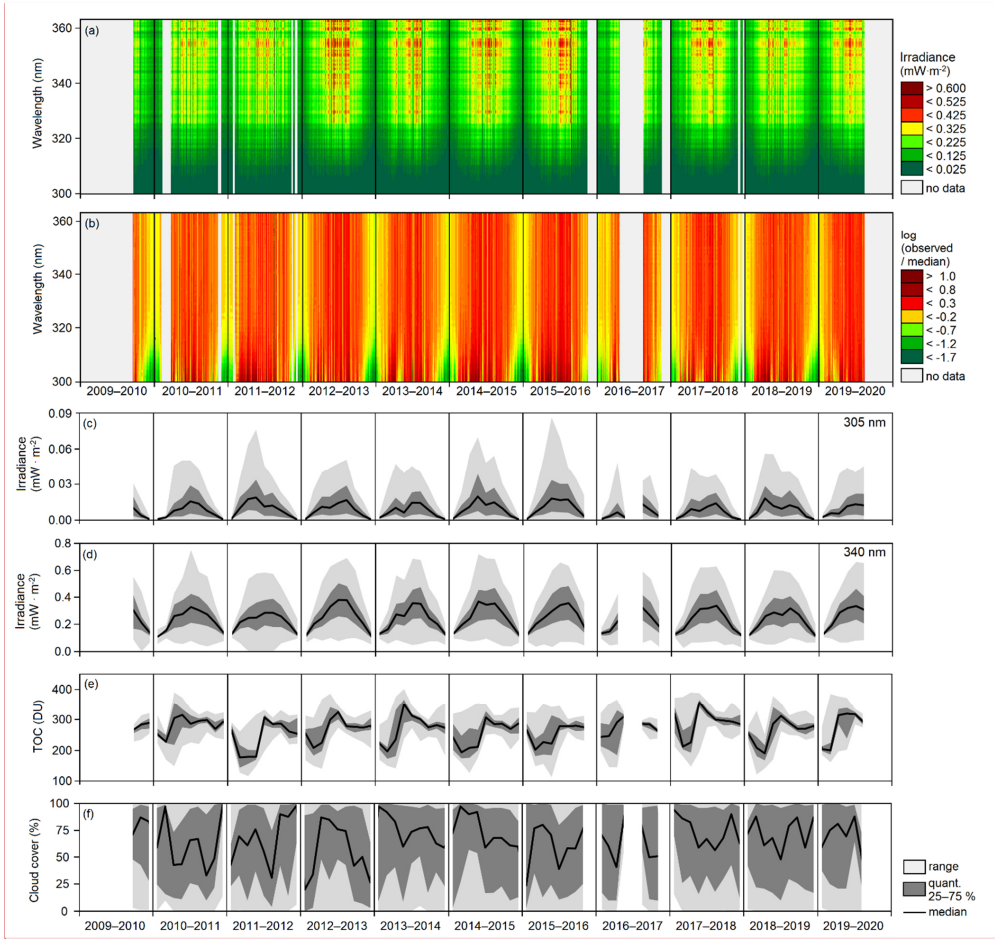 (a)
Wavelength (nm)
360
340
320
300
Irradiance
(mW·m-2)
> 0.600
< 0.525
< 0.425
< 0.325
< 0.225
< 0.125
< 0.025
no data
(b)
Wavelength (nm)
360
340
320
300
log
(observed
/ median)
> 1.0
< 0.8
< 0.3
< -0.2
< -0.7
< -1.2
< -1.7
no data
2009–2010 2010–2011 2011–2012 2012–2013 2013–2014 2014–2015 2015–2016 2016–2017 2017–2018 2018–2019 2019–2020
(c)
305 nm
Irradiance
(mW · m-2)
0.09
0.06
0.03
0.00
(d)
340 nm
Irradiance
(mW · m-2)
0.8
0.6
0.4
0.2
0.0
(e)
TOC (DU)
400
300
200
100
(f)
Cloud cover (%)
100
75
50
25
0
range
quant.
25–75 %
median
2009–2010 2010–2011 2011–2012 2012–2013 2013–2014 2014–2015 2015–2016 2016–2017 2017–2018 2018–2019 2019–2020